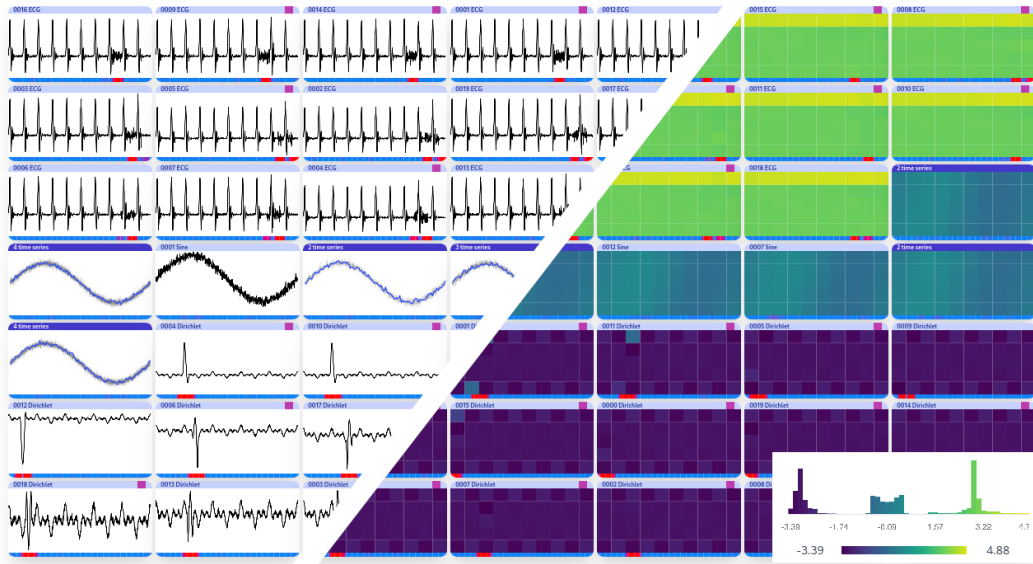 0016 ECG 0009 ECG 0014 ECG 0001 ECG 0012 ECG 0015 ECG 0008 ECG
0003 ECG 0005 ECG 0002 ECG 0019 ECG 0017 ECG 0011 ECG 0010 ECG
0006 ECG 0007 ECG 0004 ECG 0013 ECG ECG 0018 ECG 2 time series
4 time series 0001 Sine 2 time series 3 time series 0012 Sine 0007 Sine 2 time series
4 time series 0004 Dirichlet 0010 Dirichlet 0001 0011 Dirichlet 0005 Dirichlet 0009 Dirichlet
0012 Dirichlet 0006 Dirichlet 0017 Dirichlet 0015 Dirichlet 0000 Dirichlet 0019 Dirichlet 0014 Dirichlet
0018 Dirichlet 0013 Dirichlet 0003 Dirichlet 0007 Dirichlet 0002 Dirichlet 0008
-3.39 -1.74 -0.09 1.57 3.22 4.7
-3.39 4.88